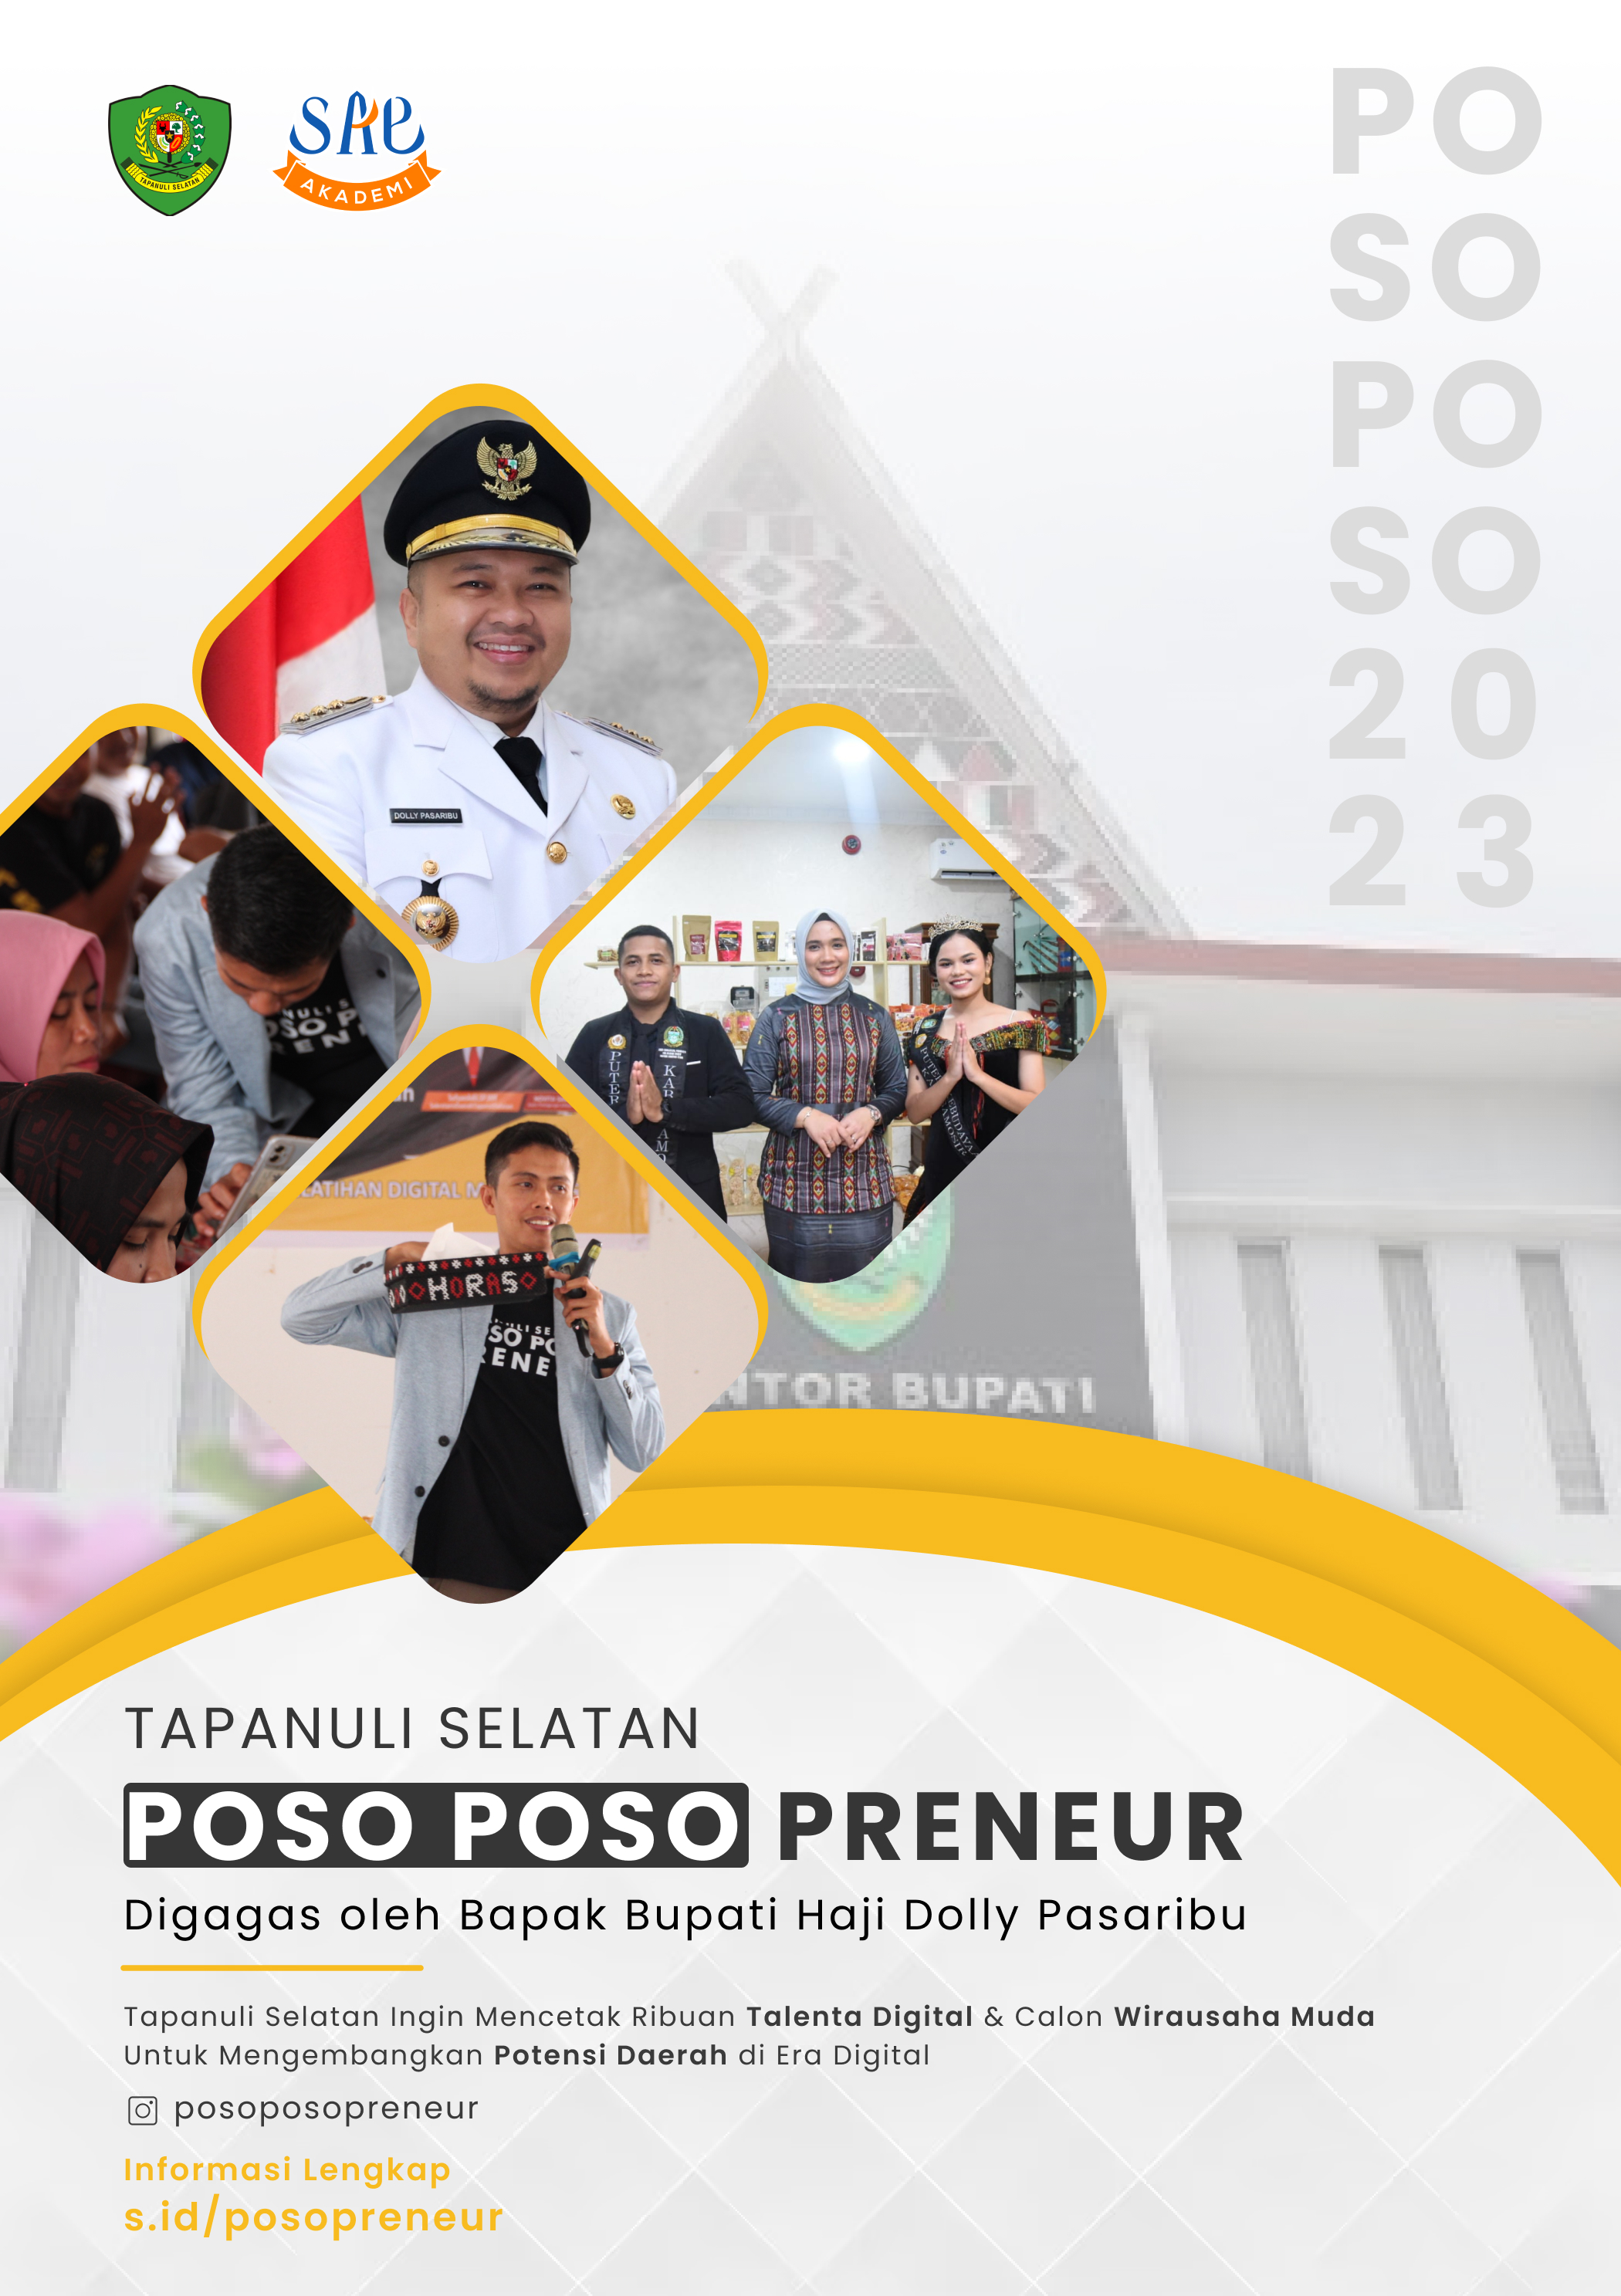 TAPANULI SELATAN
SAE
AKADEMI
PO
SO
PO
SO
20
23
DOLLY PASARIBU
HORAS
BUPATI
TAPANULI SELATAN
POSO POSO PRENEUR
Digagas oleh Bapak Bupati Haji Dolly Pasaribu
Tapanuli Selatan Ingin Mencetak Ribuan Talenta Digital & Calon Wirausaha Muda
Untuk Mengembangkan Potensi Daerah di Era Digital
posoposopreneur
Informasi Lengkap
s.id/posopreneur